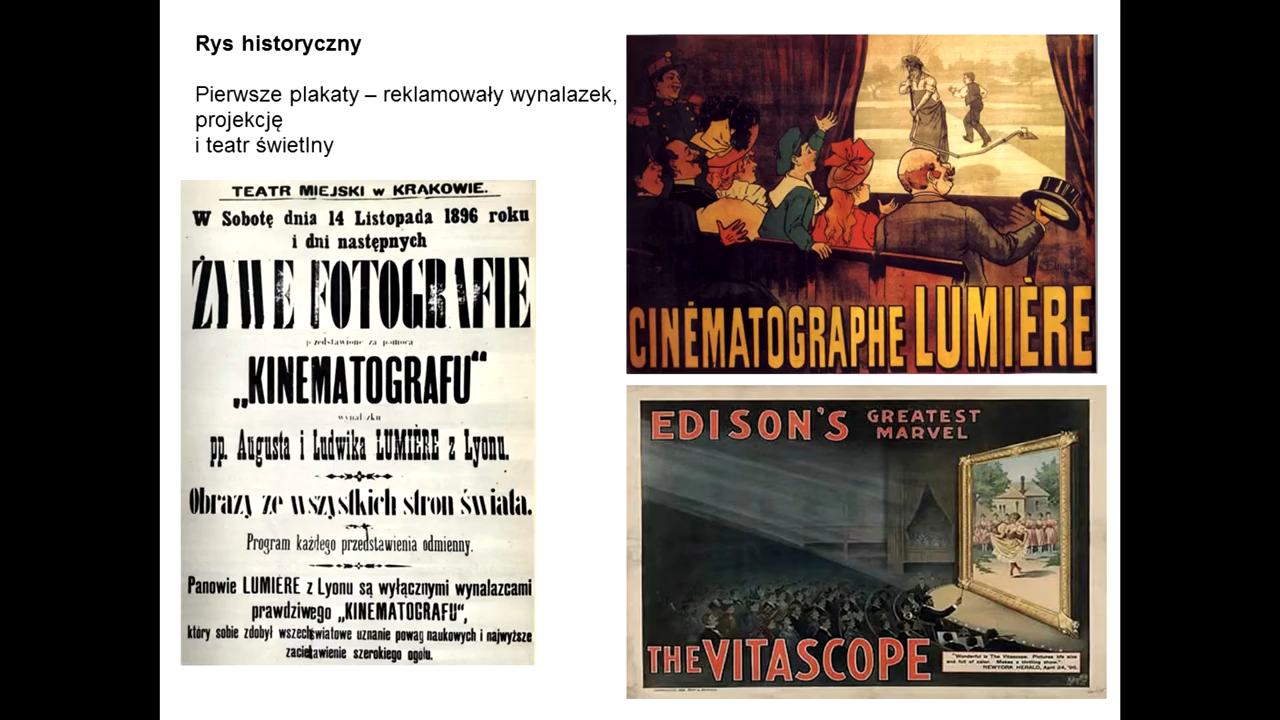 Rys historyczny
Pierwsze plakaty – reklamowały wynalazek,
projekcję
i teatr świetlny
TEATR MIEJSKI w KRAKOWIE.
W Sobotę dnia 14 Listopada 1896 roku
i dni następnych
ŻYWE FOTOGRAFIE
przedstawione za pomocą
„KINEMATOGRAFU“
wynalazku
pp. Augusta i Ludwika LUMIÈRE z Lyonu.
Obrazy ze wszystkich stron świata.
Program każdego przedstawienia odmienny.
Panowie LUMIÈRE z Lyonu są wyłącznymi wynalazcami
prawdziwego „KINEMATOGRAFU“,
który sobie zdobył wszechświatowe uznanie powag naukowych i najwyższe
zaciekawienie szerokiego ogółu.
CINÉMATOGRAPHE LUMIÈRE
EDISON'S GREATEST
MARVEL
THE VITASCOPE
"Wonderful is The Vitascope. Pictures life size
and full of color. Makes a thrilling show."
NEW YORK HERALD, April 24, '96.